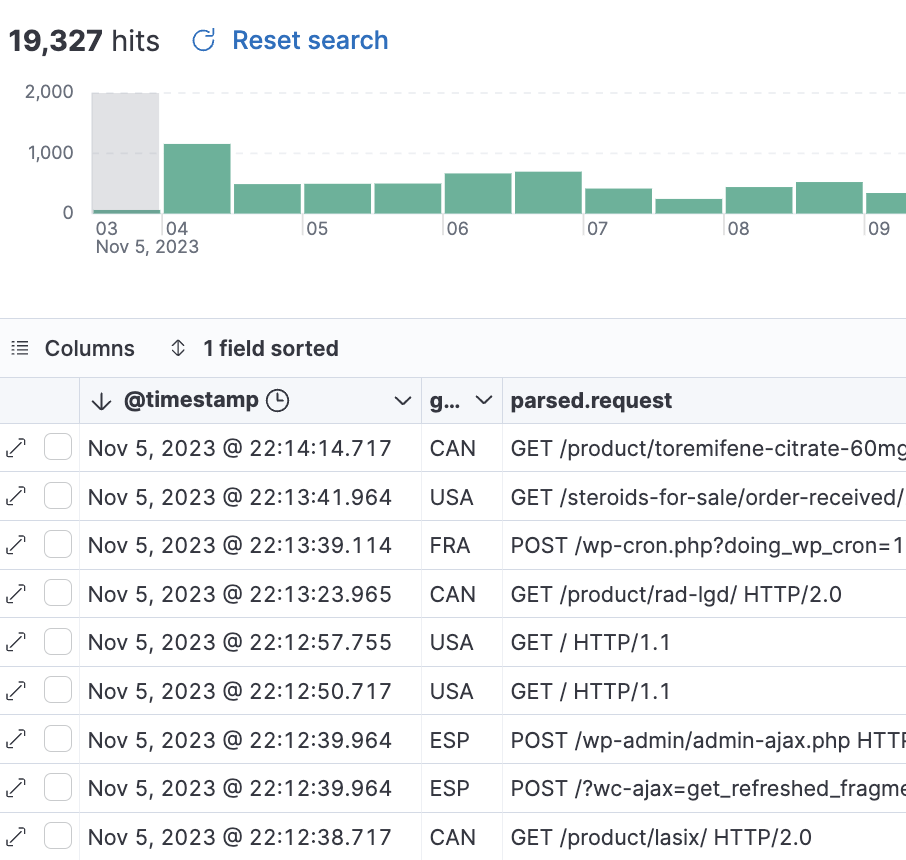 19,327 hits Reset search
2,000
1,000
0
03 04 05 06 07 08 09
Nov 5, 2023
Columns 1 field sorted
@timestamp g... parsed.request
Nov 5, 2023 @ 22:14:14.717 CAN GET /product/toremifene-citrate-60mg
Nov 5, 2023 @ 22:13:41.964 USA GET /steroids-for-sale/order-received/
Nov 5, 2023 @ 22:13:39.114 FRA POST /wp-cron.php?doing_wp_cron=1
Nov 5, 2023 @ 22:13:23.965 CAN GET /product/rad-lgd/ HTTP/2.0
Nov 5, 2023 @ 22:12:57.755 USA GET / HTTP/1.1
Nov 5, 2023 @ 22:12:50.717 USA GET / HTTP/1.1
Nov 5, 2023 @ 22:12:39.964 ESP POST /wp-admin/admin-ajax.php HTTP
Nov 5, 2023 @ 22:12:39.964 ESP POST /?wc-ajax=get_refreshed_fragme
Nov 5, 2023 @ 22:12:38.717 CAN GET /product/lasix/ HTTP/2.0